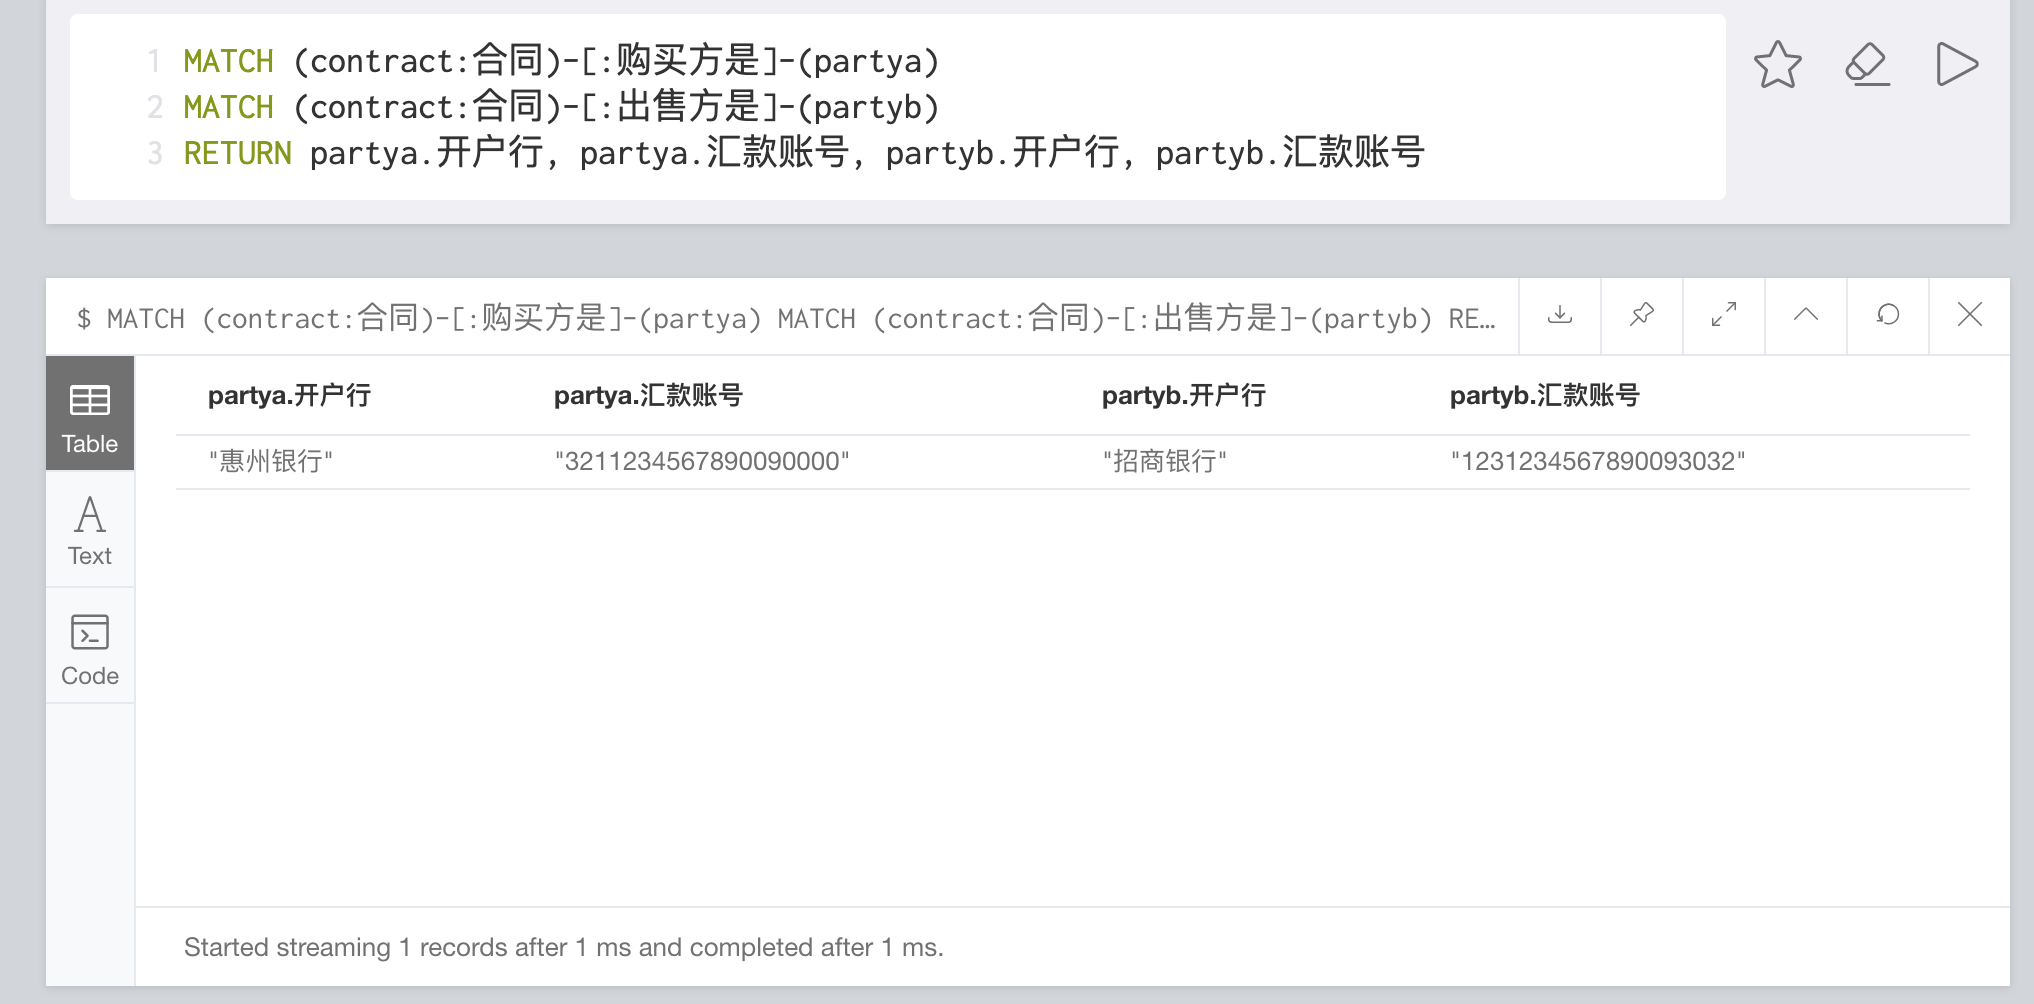 1 MATCH (contract:合同)-[:购买方是]-(partya)
2 MATCH (contract:合同)-[:出售方是]-(partyb)
3 RETURN partya.开户行, partya.汇款账号, partyb.开户行, partyb.汇款账号
$ MATCH (contract:合同)-[:购买方是]-(partya) MATCH (contract:合同)-[:出售方是]-(partyb) RE…
Table
Text
Code
partya.开户行 partya.汇款账号 partyb.开户行 partyb.汇款账号
"惠州银行" "3211234567890090000" "招商银行" "1231234567890093032"
Started streaming 1 records after 1 ms and completed after 1 ms.